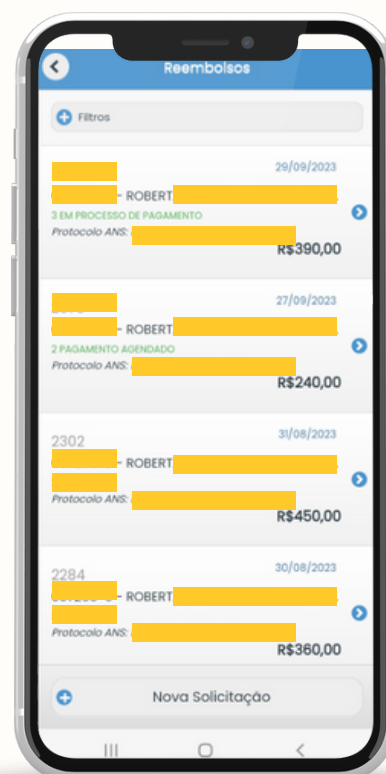 Reembolsos
Filtros
29/09/2023
- ROBERT
3 EM PROCESSO DE PAGAMENTO
Protocolo ANS:
R$390,00
27/09/2023
- ROBERT
2 PAGAMENTO AGENDADO
Protocolo ANS:
R$240,00
2302
31/08/2023
- ROBERT
Protocolo ANS:
R$450,00
2284
30/08/2023
- ROBERT
Protocolo ANS:
R$360,00
Nova Solicitação